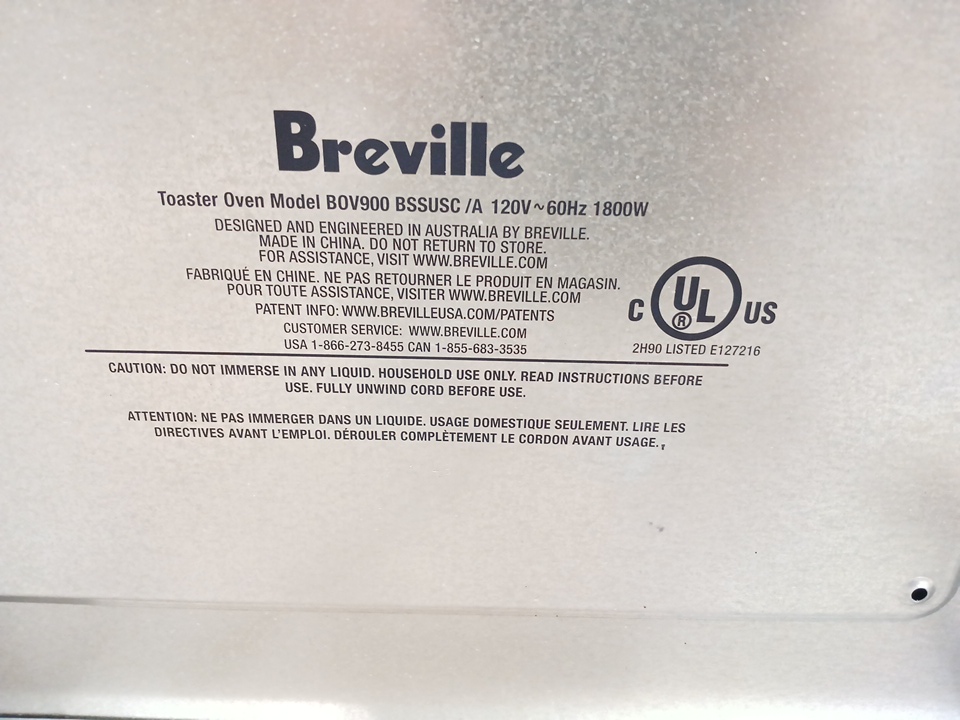 Breville
Toaster Oven Model BOV900 BSSUSC /A 120V~60Hz 1800W
DESIGNED AND ENGINEERED IN AUSTRALIA BY BREVILLE.
MADE IN CHINA. DO NOT RETURN TO STORE.
FOR ASSISTANCE, VISIT WWW.BREVILLE.COM
FABRIQUÉ EN CHINE. NE PAS RETOURNER LE PRODUIT EN MAGASIN.
POUR TOUTE ASSISTANCE, VISITER WWW.BREVILLE.COM
PATENT INFO: WWW.BREVILLEUSA.COM/PATENTS
CUSTOMER SERVICE: WWW.BREVILLE.COM
USA 1-866-273-8455 CAN 1-855-683-3535
C UL ® US
2H90 LISTED E127216
CAUTION: DO NOT IMMERSE IN ANY LIQUID. HOUSEHOLD USE ONLY. READ INSTRUCTIONS BEFORE
USE. FULLY UNWIND CORD BEFORE USE.
ATTENTION: NE PAS IMMERGER DANS UN LIQUIDE. USAGE DOMESTIQUE SEULEMENT. LIRE LES
DIRECTIVES AVANT L'EMPLOI. DÉROULER COMPLÈTEMENT LE CORDON AVANT USAGE.